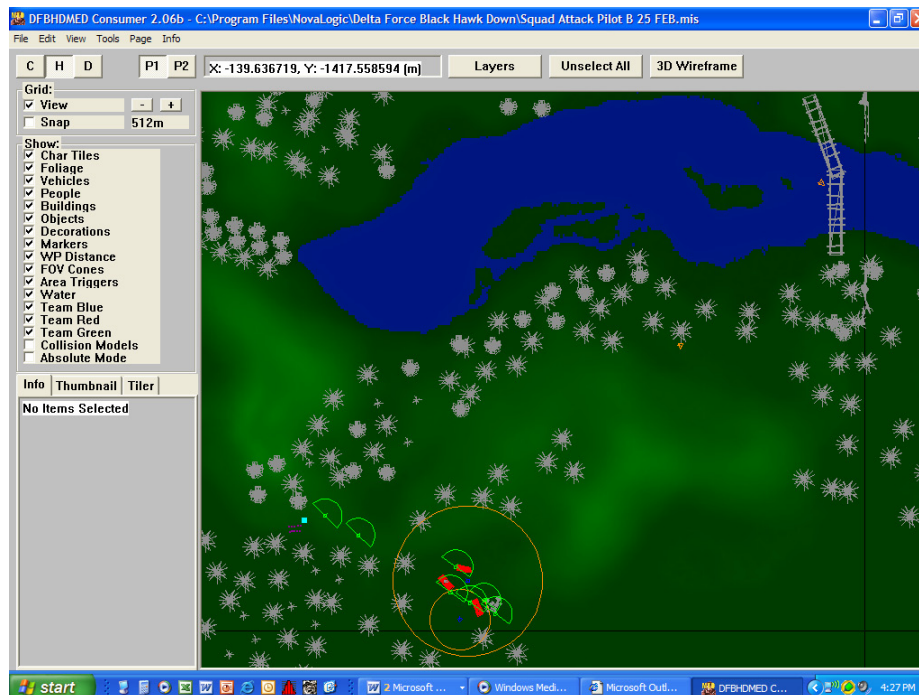 DFBHDMED Consumer 2.06b - C:\Program Files\NovaLogic\Delta Force Black Hawk Down\Squad Attack Pilot B 25 FEB.mis
File Edit View Tools Page Info
C H D P1 P2 X: -139.636719, Y: -1417.558594 (m) Layers Unselect All 3D Wireframe
Grid:
View - +
Snap 512m
Show:
Char Tiles
Foliage
Vehicles
People
Buildings
Objects
Decorations
Markers
WP Distance
FOV Cones
Area Triggers
Water
Team Blue
Team Red
Team Green
Collision Models
Absolute Mode
Info Thumbnail Tiler
No Items Selected
start 2 Microsoft ... Windows Medi... Microsoft Outl... DFBHDMED C... 4:27 PM